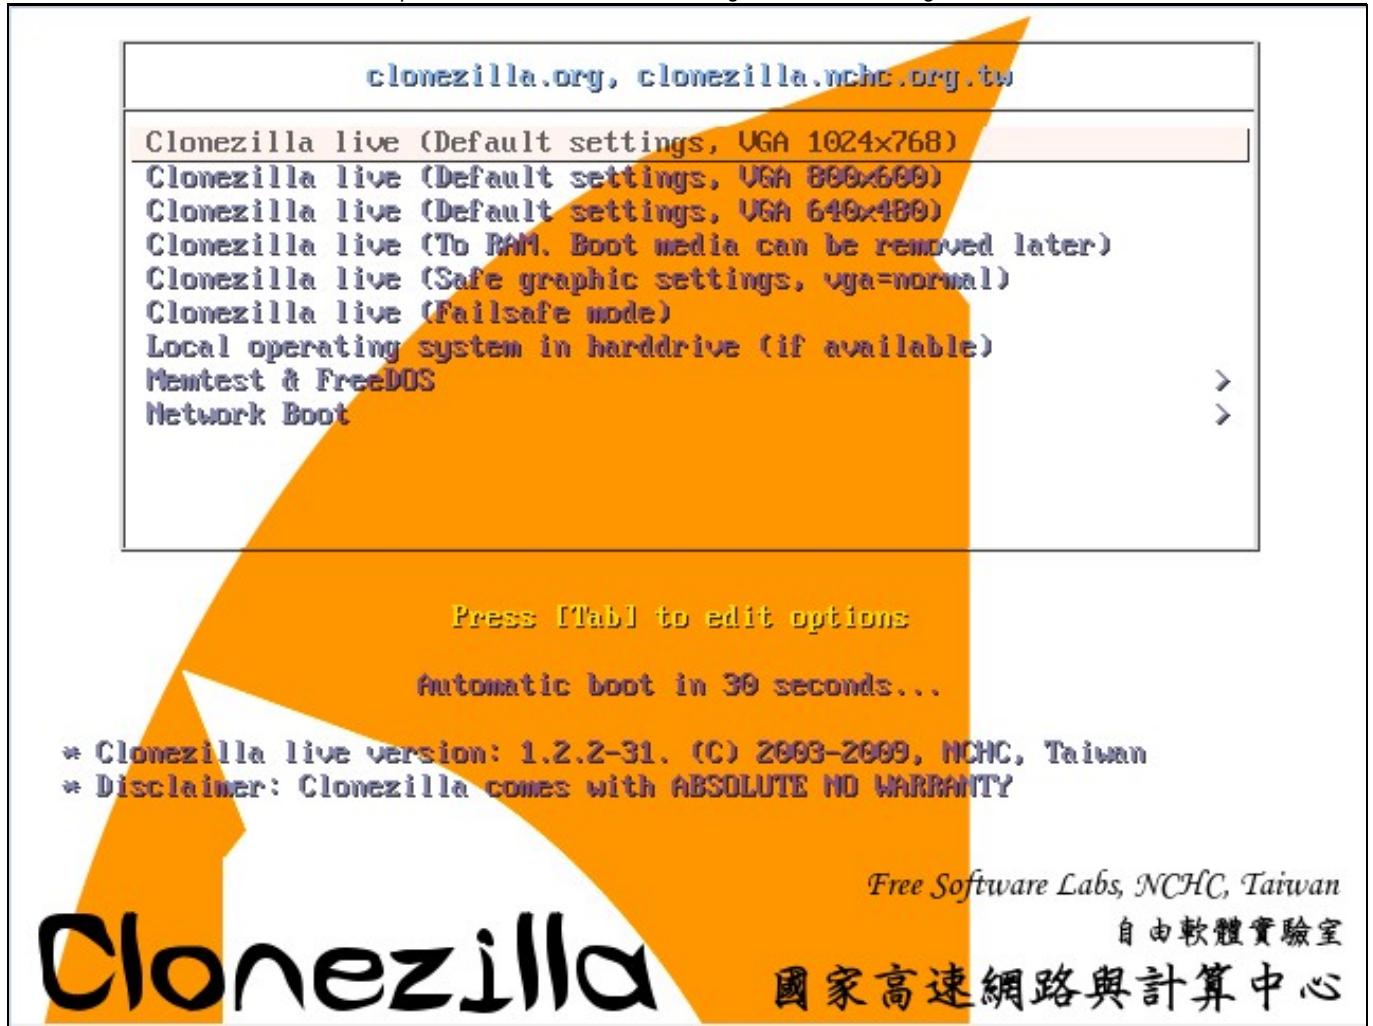 clonezilla.org, clonezilla.nchc.org.tw
Clonezilla live (Default settings, VGA 1024x768)
Clonezilla live (Default settings, VGA 800x600)
Clonezilla live (Default settings, VGA 640x480)
Clonezilla live (To RAM. Boot media can be removed later)
Clonezilla live (Safe graphic settings, vga=normal)
Clonezilla live (Failsafe mode)
Local operating system in harddrive (if available)
Memtest & FreeDOS >
Network Boot >
Press [Tab] to edit options
Automatic boot in 30 seconds...
* Clonezilla live version: 1.2.2-31. (C) 2003-2009, NCHC, Taiwan
* Disclaimer: Clonezilla comes with ABSOLUTE NO WARRANTY
Free Software Labs, NCHC, Taiwan
自由軟體實驗室
Clonezilla
國家高速網路與計算中心